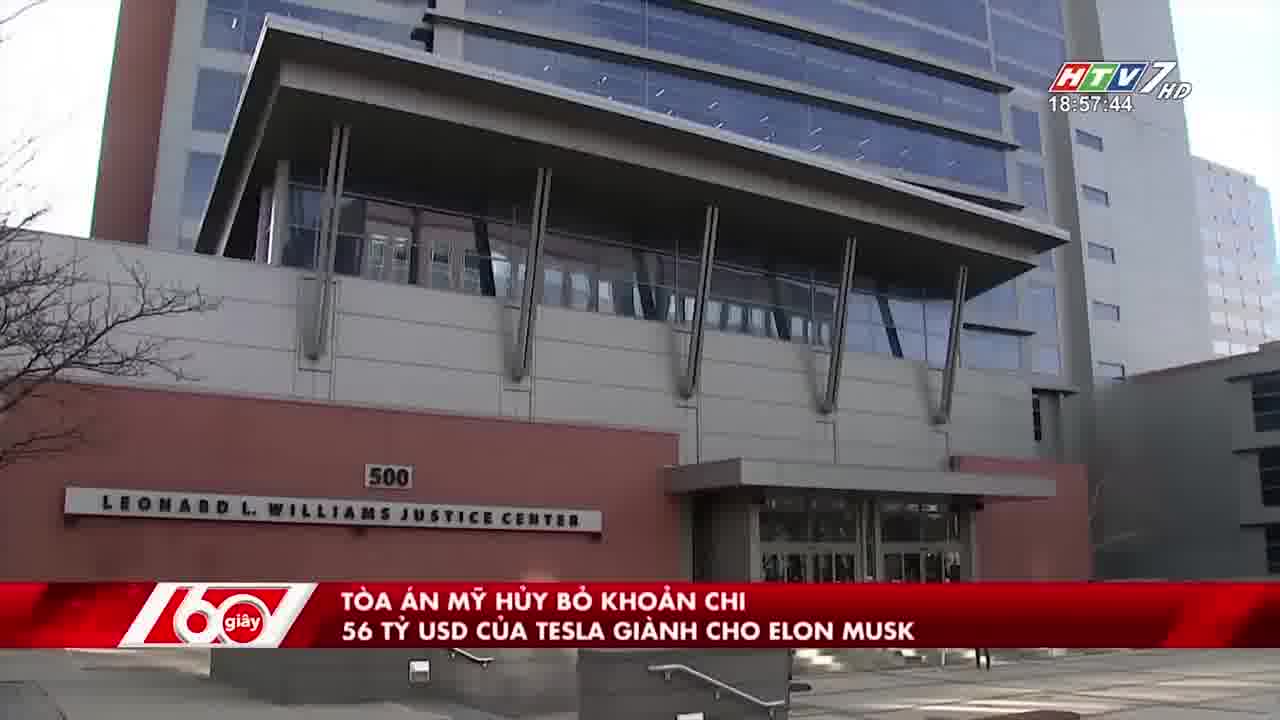 HTV7 HD
18:57:44
500
LEONARD L. WILLIAMS JUSTICE CENTER
60 giây
TÒA ÁN MỸ HỦY BỎ KHOẢN CHI
56 TỶ USD CỦA TESLA GIÀNH CHO ELON MUSK